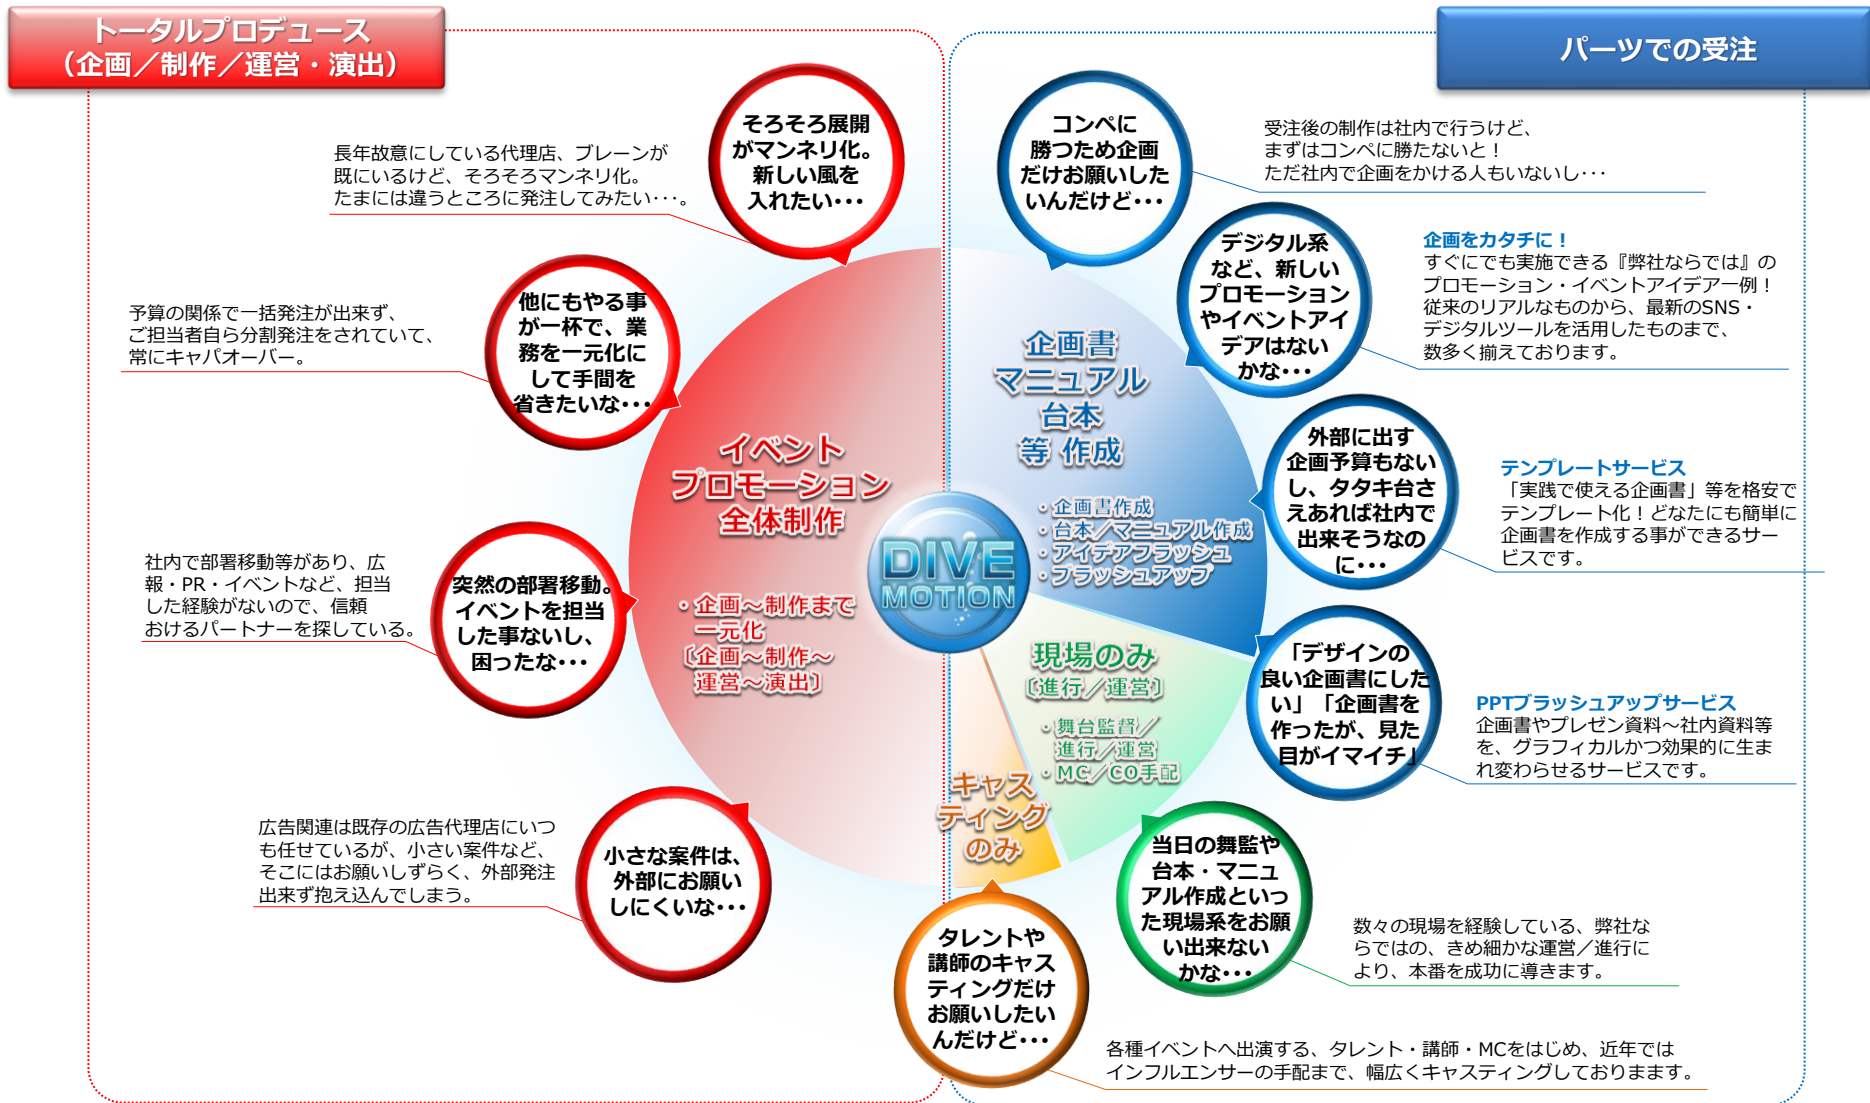 トータルプロデュース
（企画／制作／運営・演出）
そろそろ展開
がマンネリ化。
新しい風を
入れたい･･･
長年故意にしている代理店、ブレーンが
既にいるけど、そろそろマンネリ化。
たまには違うところに発注してみたい･･･。
他にもやる事
が一杯で、業
務を一元化に
して手間を
省きたいな･･･
予算の関係で一括発注が出来ず、
ご担当者自ら分割発注をされていて、
常にキャパオーバー。
突然の部署移動。
イベントを担当
した事ないし、
困ったな･･･
社内で部署移動等があり、広
報・PR・イベントなど、担当
した経験がないので、信頼
おけるパートナーを探している。
小さな案件は、
外部にお願い
しにくいな･･･
広告関連は既存の広告代理店にいつ
も任せているが、小さい案件など、
そこにはお願いしずらく、外部発注
出来ず抱え込んでしまう。
イベント
プロモーション
全体制作
・企画～制作まで
一元化
〔企画～制作～
運営～演出〕
DIVE
MOTION
パーツでの受注
コンペに
勝つため企画
だけお願いした
いんだけど･･･
受注後の制作は社内で行うけど、
まずはコンペに勝たないと！
ただ社内で企画をかける人もいないし･･･
デジタル系
など、新しい
プロモーション
やイベントアイ
デアはない
かな･･･
企画をカタチに！
すぐにでも実施できる『弊社ならでは』の
プロモーション・イベントアイデア一例！
従来のリアルなものから、最新のSNS・
デジタルツールを活用したものまで、
数多く揃えております。
企画書
マニュアル
台本
等 作成
・企画書作成
・台本／マニュアル作成
・アイデアフラッシュ
・ブラッシュアップ
外部に出す
企画予算もない
し、タタキ台さ
えあれば社内で
出来そうなの
に･･･
テンプレートサービス
「実践で使える企画書」等を格安で
テンプレート化！どなたにも簡単に
企画書を作成する事ができるサー
ビスです。
「デザインの
良い企画書にした
い」「企画書を
作ったが、見た
目がイマイチ」
PPTブラッシュアップサービス
企画書やプレゼン資料～社内資料等
を、グラフィカルかつ効果的に生ま
れ変わらせるサービスです。
現場のみ
〔進行／運営〕
・舞台監督／
進行／運営
・MC／CO手配
当日の舞監や
台本・マニュ
アル作成といっ
た現場系をお願
い出来ない
かな･･･
数々の現場を経験している、弊社な
らではの、きめ細かな運営／進行に
より、本番を成功に導きます。
キャス
ティング
のみ
タレントや
講師のキャス
ティングだけ
お願いしたい
んだけど･･･
各種イベントへ出演する、タレント・講師・MCをはじめ、近年では
インフルエンサーの手配まで、幅広くキャスティングしておりまます。